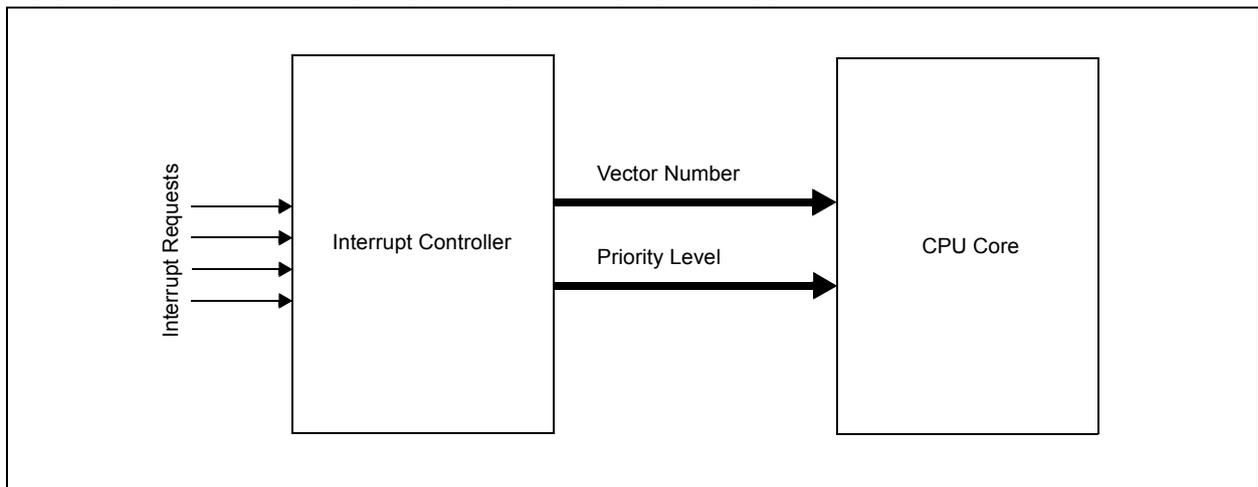 Interrupt Requests
Interrupt Controller
Vector Number
Priority Level
CPU Core